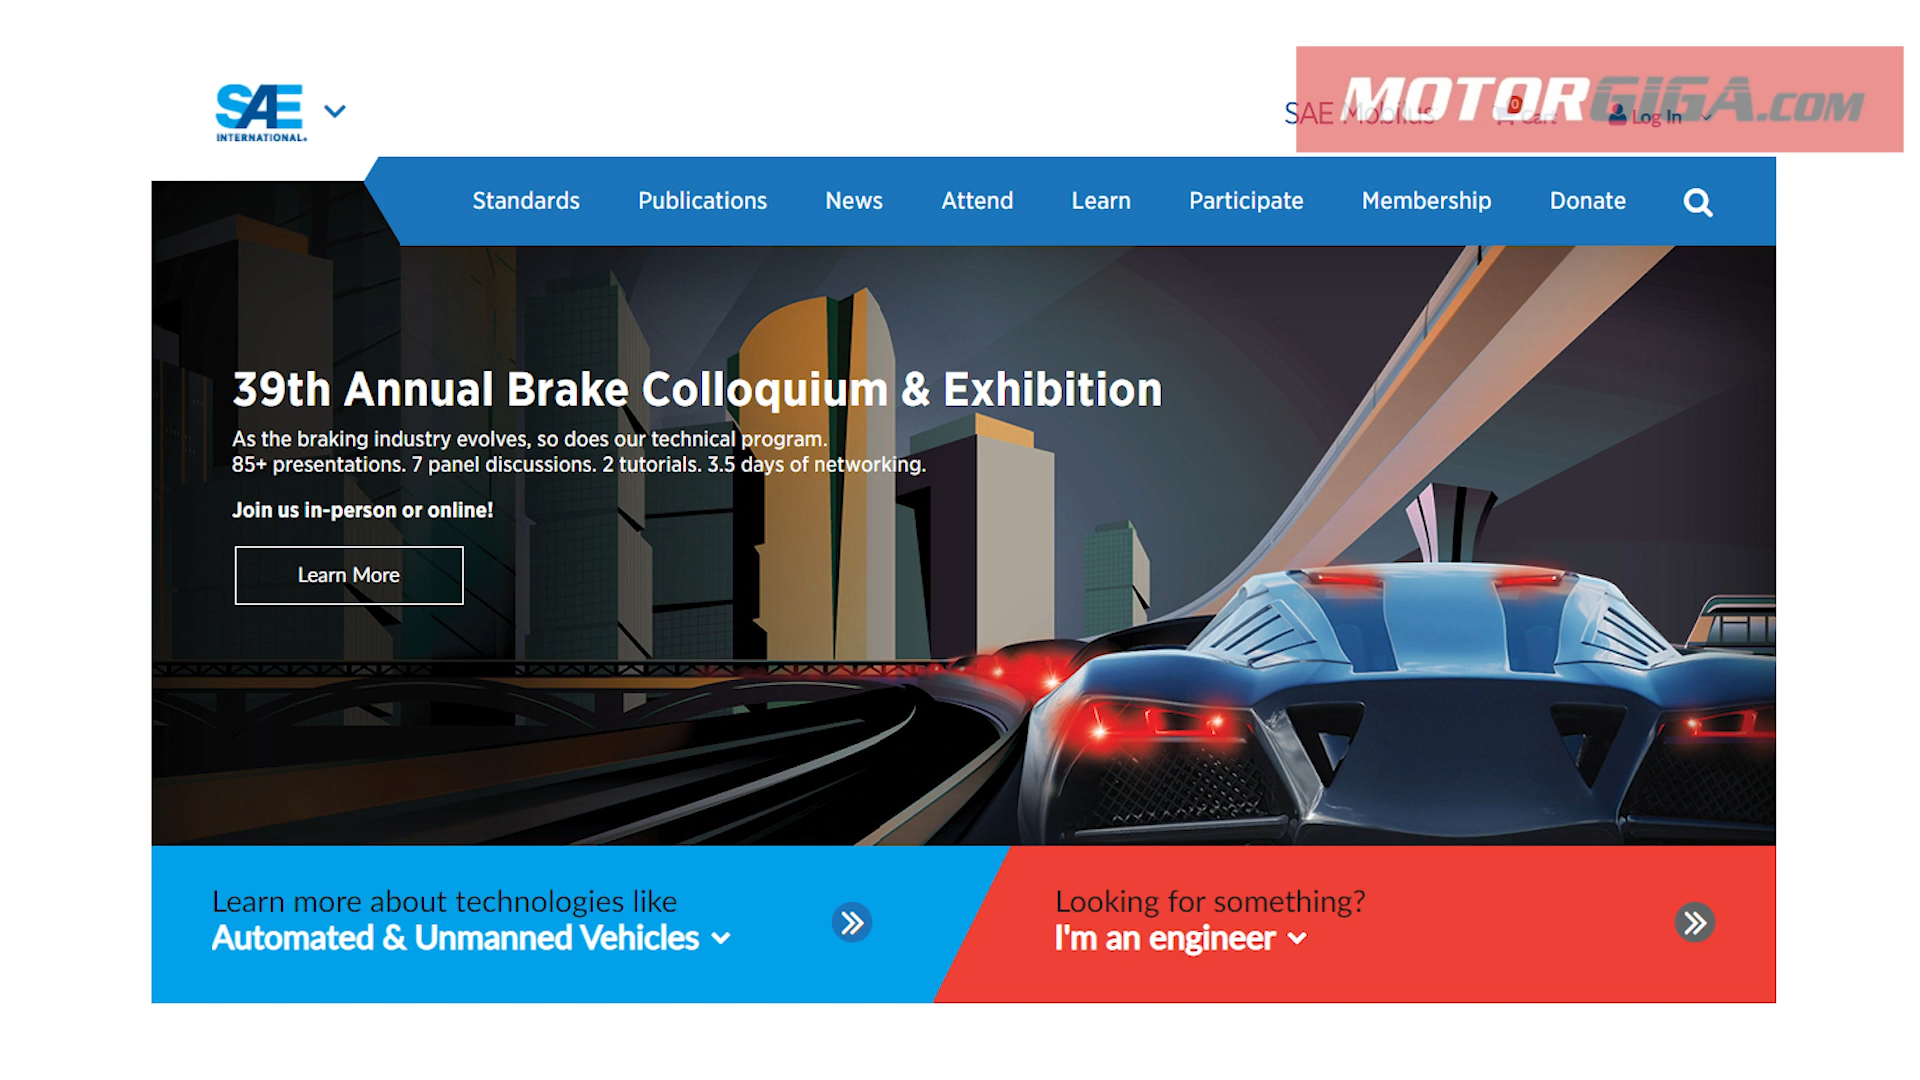 SAE
INTERNATIONAL®
SAE Mobilus
0
Cart
Log In
MOTORGIGA.COM
Standards
Publications
News
Attend
Learn
Participate
Membership
Donate
39th Annual Brake Colloquium & Exhibition
As the braking industry evolves, so does our technical program.
85+ presentations. 7 panel discussions. 2 tutorials. 3.5 days of networking.
Join us in-person or online!
Learn More
Learn more about technologies like
Automated & Unmanned Vehicles
Looking for something?
I'm an engineer